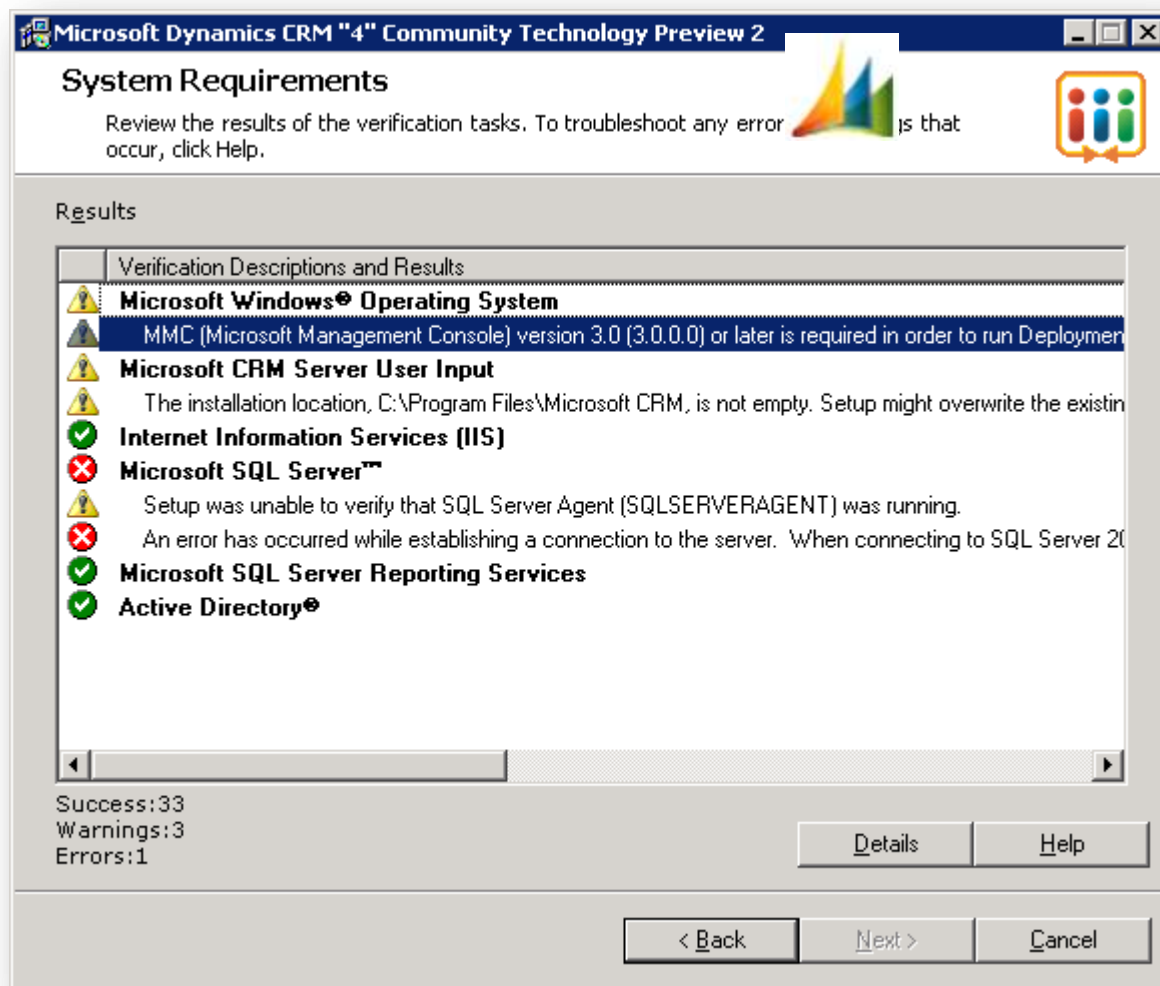 Microsoft Dynamics CRM "4" Community Technology Preview 2
System Requirements
Review the results of the verification tasks. To troubleshoot any error gs that
occur, click Help.
Results
Verification Descriptions and Results
Microsoft Windows® Operating System
MMC (Microsoft Management Console) version 3.0 (3.0.0.0) or later is required in order to run Deploymen
Microsoft CRM Server User Input
The installation location, C:\Program Files\Microsoft CRM, is not empty. Setup might overwrite the existin
Internet Information Services (IIS)
Microsoft SQL Server™
Setup was unable to verify that SQL Server Agent (SQLSERVERAGENT) was running.
An error has occurred while establishing a connection to the server. When connecting to SQL Server 20
Microsoft SQL Server Reporting Services
Active Directory®
Success:33
Warnings:3
Errors:1
Details
Help
< Back
Next >
Cancel